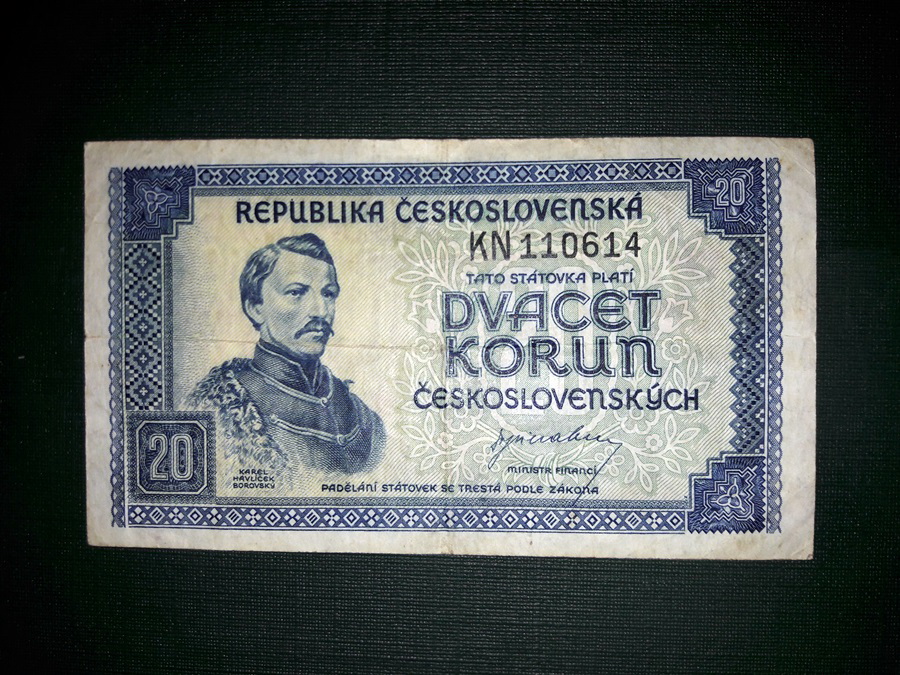 20
REPUBLIKA ČESKOSLOVENSKÁ
KN 110614
TATO STÁTOVKA PLATÍ
DVACET
KORUN
ČESKOSLOVENSKÝCH
MINISTR FINANCÍ
20
KAREL
HAVLÍČEK
BOROVSKÝ
PADĚLÁNÍ STÁTOVEK SE TRESTÁ PODLE ZÁKONA